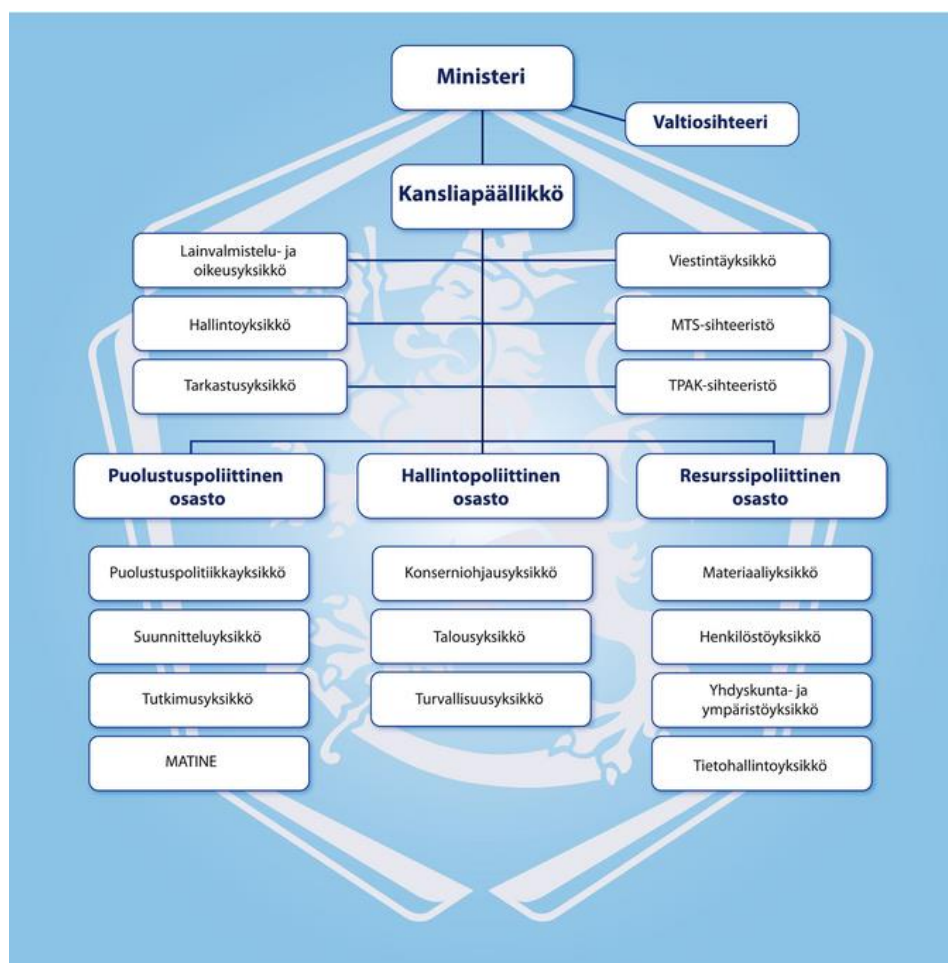 Ministeri
Valtiosihteeri
Kansliapäällikkö
Lainvalmistelu- ja
oikeusyksikkö
Viestintäyksikkö
Hallintoyksikkö
MTS-sihteeristö
Tarkastusyksikkö
TPAK-sihteeristö
Puolustuspoliittinen
osasto
Hallintopoliittinen
osasto
Resurssipoliittinen
osasto
Puolustuspolitiikkayksikkö
Konserniohjausyksikkö
Materiaaliyksikkö
Suunnitteluyksikkö
Talousyksikkö
Henkilöstöyksikkö
Tutkimusyksikkö
Turvallisuusyksikkö
Yhdyskunta- ja
ympäristöyksikkö
MATINE
Tietohallintoyksikkö